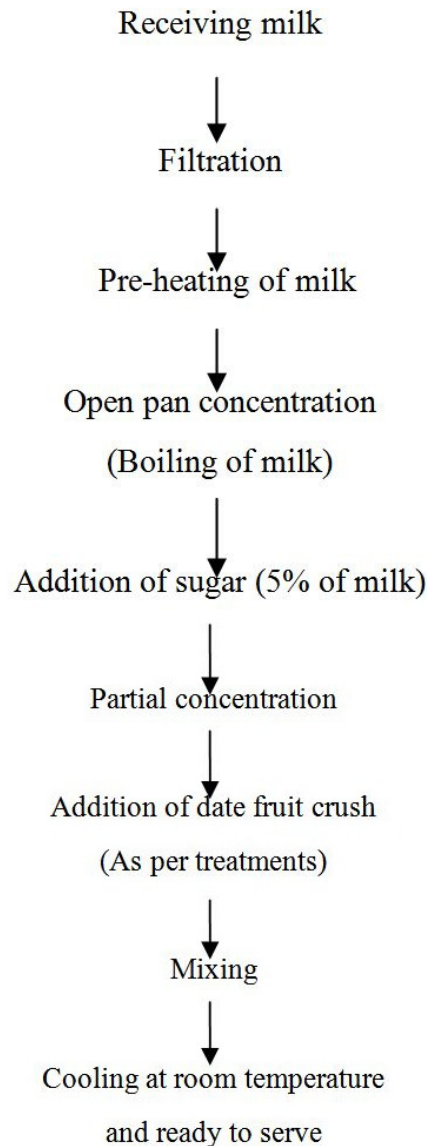 Receiving milk
Filtration
Pre-heating of milk
Open pan concentration
(Boiling of milk)
Addition of sugar (5% of milk)
Partial concentration
Addition of date fruit crush
(As per treatments)
Mixing
Cooling at room temperature
and ready to serve